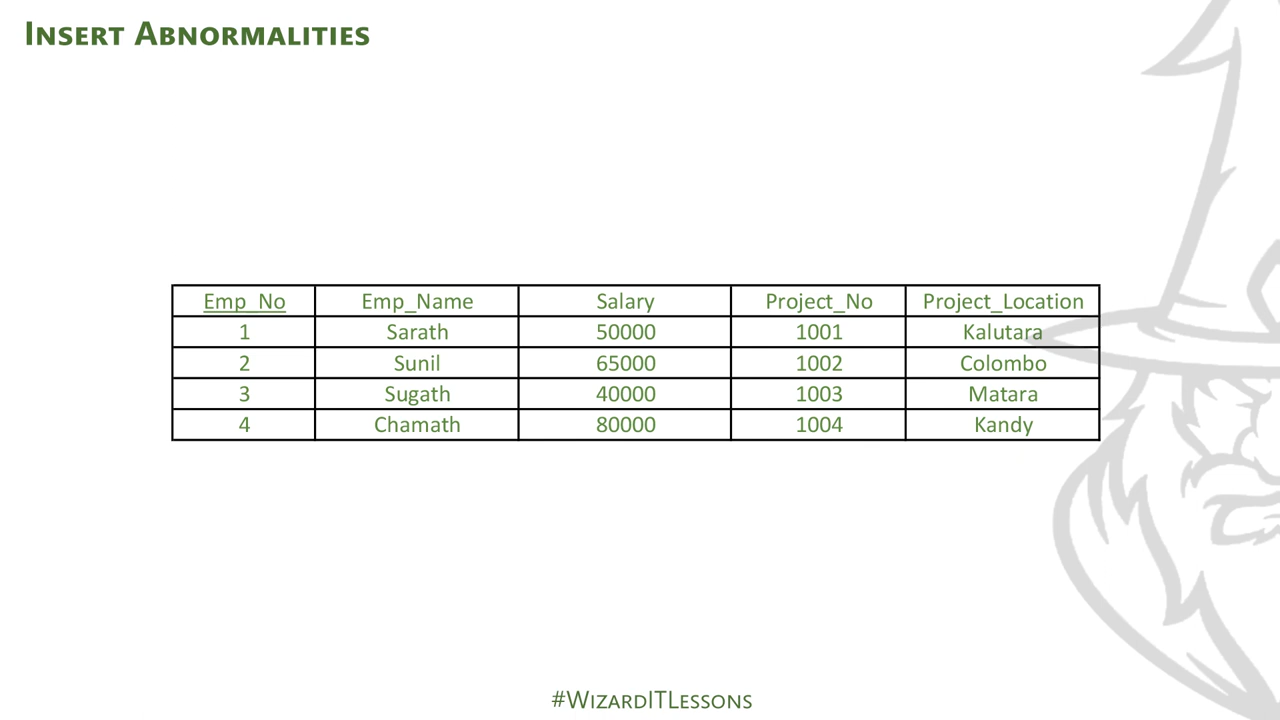 Insert Abnormalities
Emp_No Emp_Name Salary Project_No Project_Location
1 Sarath 50000 1001 Kalutara
2 Sunil 65000 1002 Colombo
3 Sugath 40000 1003 Matara
4 Chamath 80000 1004 Kandy
#WizardITLessons